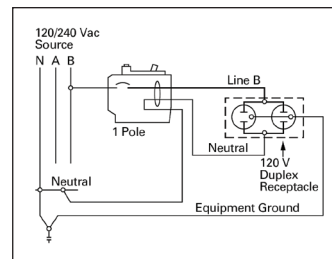 120/240 Vac
Source
N A B
Line B
1 Pole
Neutral
120 V
Duplex
Receptacle
Neutral
Equipment Ground